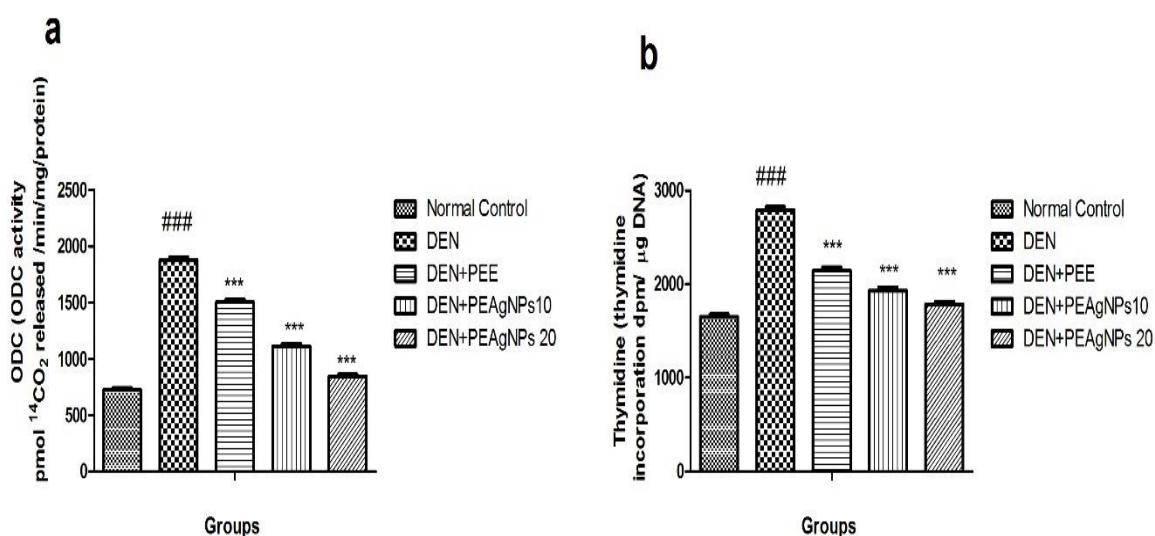 a
ODC (ODC activity
pmol ¹⁴CO₂ released /min/mg/protein)
2500
2000
1500
1000
500
0
###
***
***
***
Groups
Normal Control
DEN
DEN+PEE
DEN+PEAgNPs10
DEN+PEAgNPs 20
b
Thymidine (thymidine
incorporation dpm/ µg DNA)
3000
2000
1000
0
###
***
***
***
Groups
Normal Control
DEN
DEN+PEE
DEN+PEAgNPs10
DEN+PEAgNPs 20